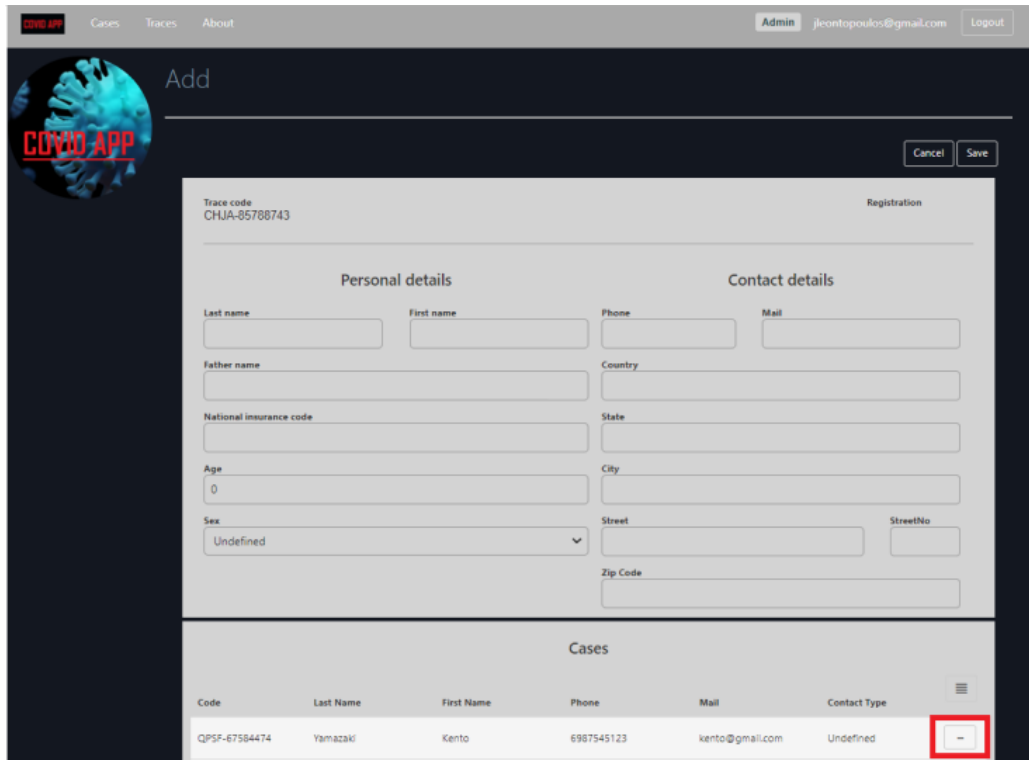 COVID APP Cases Traces About Admin jleontopoulos@gmail.com Logout
Add
COVID APP
Cancel Save
Trace code Registration
CHJA-85788743
Personal details Contact details
Last name First name Phone Mail
Father name Country
National insurance code State
Age City
0
Sex Street StreetNo
Undefined
Zip Code
Cases
Code Last Name First Name Phone Mail Contact Type
QPSF-67584474 Yamazaki Kento 6987545123 kento@gmail.com Undefined −